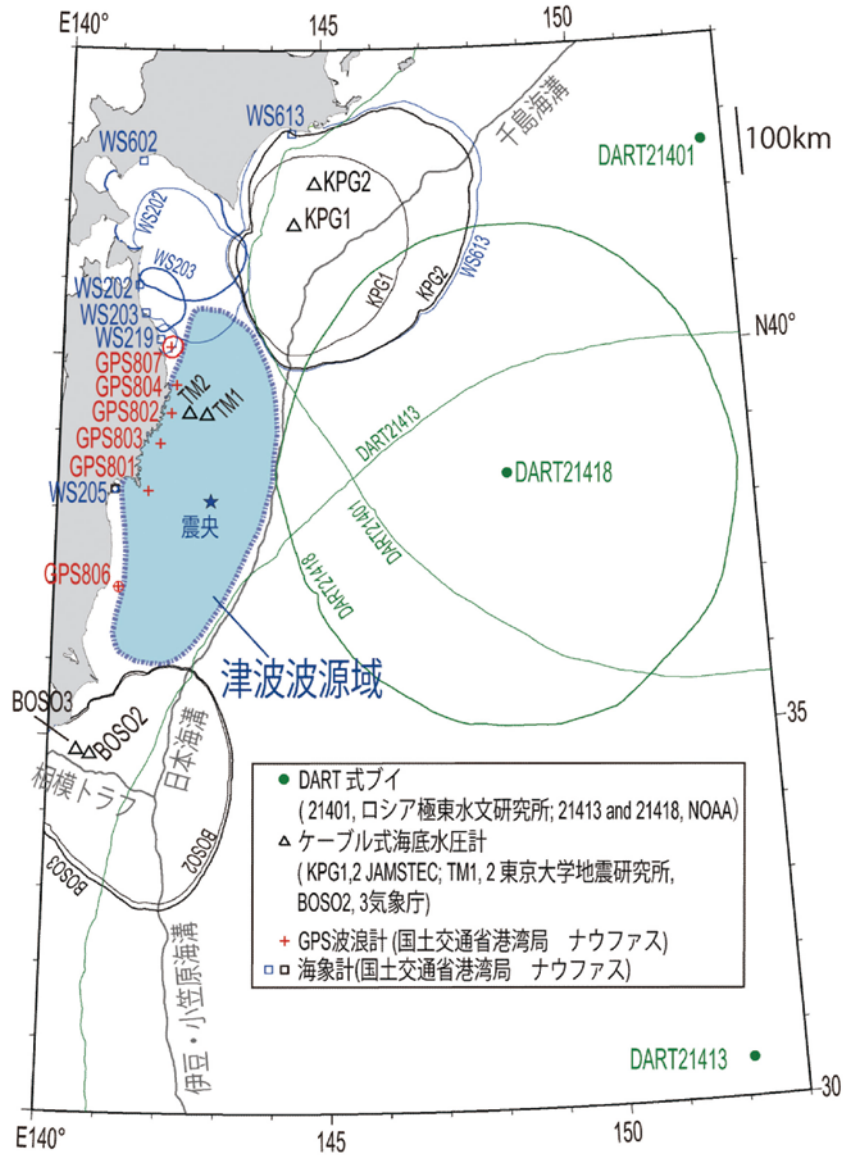 E140°
145
150
WS613
千島海溝
100km
WS602
DART21401
KPG2
WS202
KPG1
WS203
KPG1
KPG2
WS613
WS202
WS203
N40°
WS219
GPS807
GPS804
TM2
TM1
GPS802
DART21413
GPS803
GPS801
DART21418
WS205
震央
DART21401
DART21418
GPS806
津波波源域
BOSO3
35
BOSO2
日本海溝
相模トラフ
DART 式ブイ
( 21401, ロシア極東水文研究所; 21413 and 21418, NOAA)
ケーブル式海底水圧計
( KPG1,2 JAMSTEC; TM1, 2 東京大学地震研究所,
BOSO2, 3気象庁)
GPS波浪計 (国土交通省港湾局　ナウファス)
海象計(国土交通省港湾局　ナウファス)
BOSO2
BOSO3
伊豆・小笠原海溝
DART21413
30
E140°
145
150